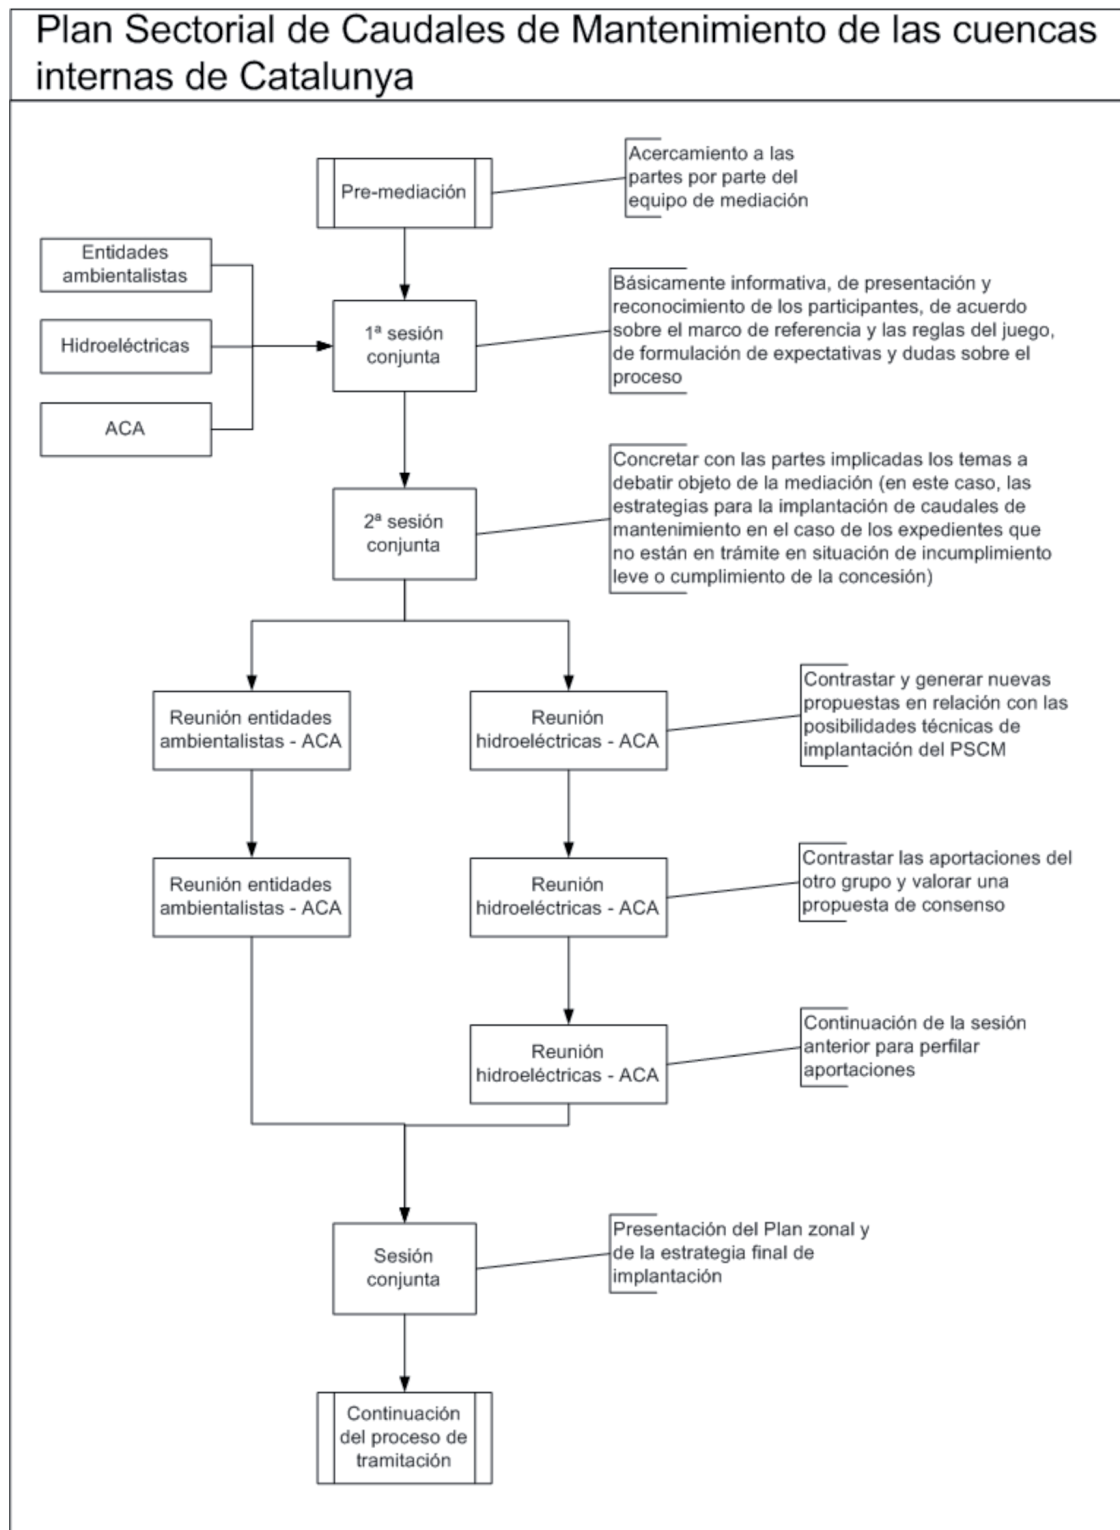 Plan Sectorial de Caudales de Mantenimiento de las cuencas
internas de Catalunya
Pre-mediación
Acercamiento a las
partes por parte del
equipo de mediación
Entidades
ambientalistas
Hidroeléctricas
ACA
1ª sesión
conjunta
Básicamente informativa, de presentación y
reconocimiento de los participantes, de acuerdo
sobre el marco de referencia y las reglas del juego,
de formulación de expectativas y dudas sobre el
proceso
2ª sesión
conjunta
Concretar con las partes implicadas los temas a
debatir objeto de la mediación (en este caso, las
estrategias para la implantación de caudales de
mantenimiento en el caso de los expedientes que
no están en trámite en situación de incumplimiento
leve o cumplimiento de la concesión)
Reunión entidades
ambientalistas - ACA
Reunión
hidroeléctricas - ACA
Contrastar y generar nuevas
propuestas en relación con las
posibilidades técnicas de
implantación del PSCM
Reunión entidades
ambientalistas - ACA
Reunión
hidroeléctricas - ACA
Contrastar las aportaciones del
otro grupo y valorar una
propuesta de consenso
Reunión
hidroeléctricas - ACA
Continuación de la sesión
anterior para perfilar
aportaciones
Sesión
conjunta
Presentación del Plan zonal y
de la estrategia final de
implantación
Continuación
del proceso de
tramitación